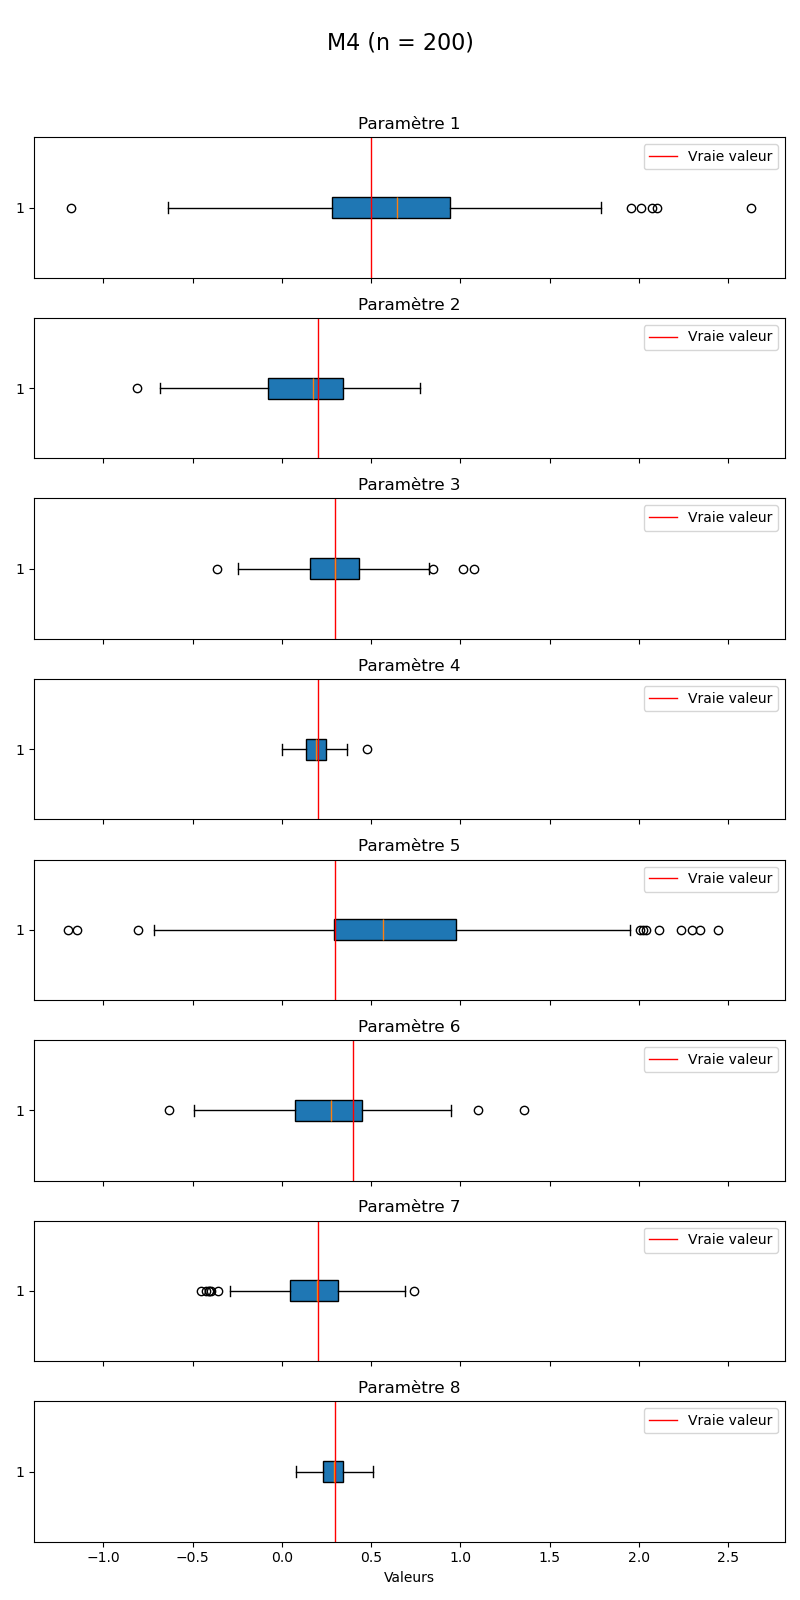 M4 (n = 200)
Paramètre 1
Vraie valeur
1
Paramètre 2
Vraie valeur
1
Paramètre 3
Vraie valeur
1
Paramètre 4
Vraie valeur
1
Paramètre 5
Vraie valeur
1
Paramètre 6
Vraie valeur
1
Paramètre 7
Vraie valeur
1
Paramètre 8
Vraie valeur
1
−1.0 −0.5 0.0 0.5 1.0 1.5 2.0 2.5
Valeurs